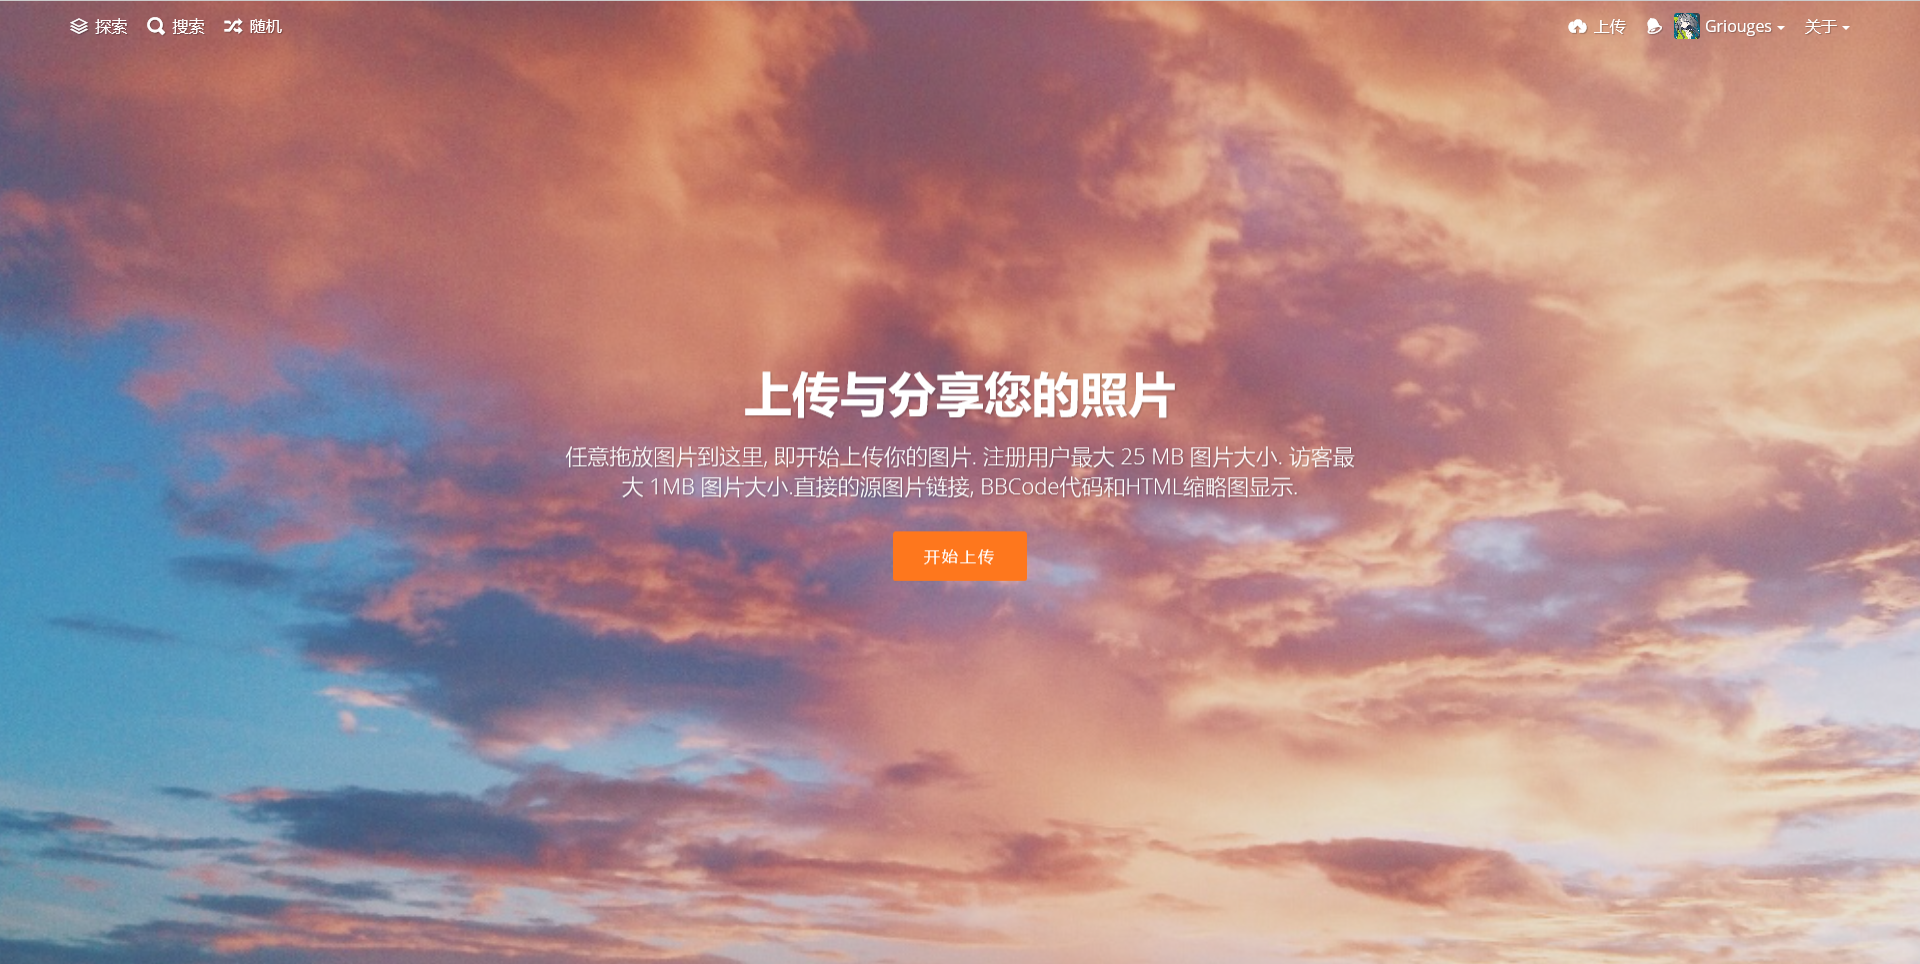 探索 搜索 随机 上传 Griouges 关于
上传与分享您的照片
任意拖放图片到这里, 即开始上传你的图片. 注册用户最大 25 MB 图片大小. 访客最
大 1MB 图片大小.直接的源图片链接, BBCode代码和HTML缩略图显示.
开始上传